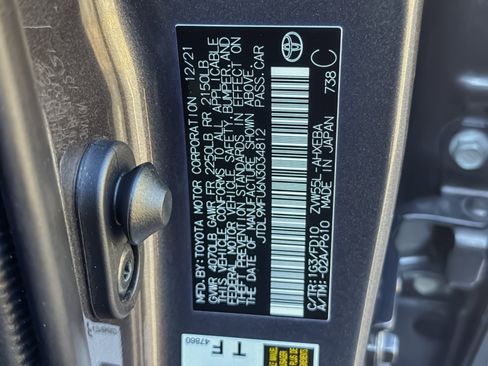 MFD.BY:TOYOTA MOTOR CORPORATION 12/21
GVWR 4070LB GAWR FR 2250LB RR 2150LB
THIS VEHICLE CONFORMS TO ALL APPLICABLE
FEDERAL MOTOR VEHICLE SAFETY, BUMPER, AND
THEFT PREVENTION STANDARDS IN EFFECT ON
THE DATE OF MANUFACTURE SHOWN ABOVE.
JTDL9MFU6N3034812 PASS.CAR
C/TR:1G3/FD10 ZVW55L-AHXEBA
A/TM:-02A/P610 MADE IN JAPAN 738 C
47860
T
F